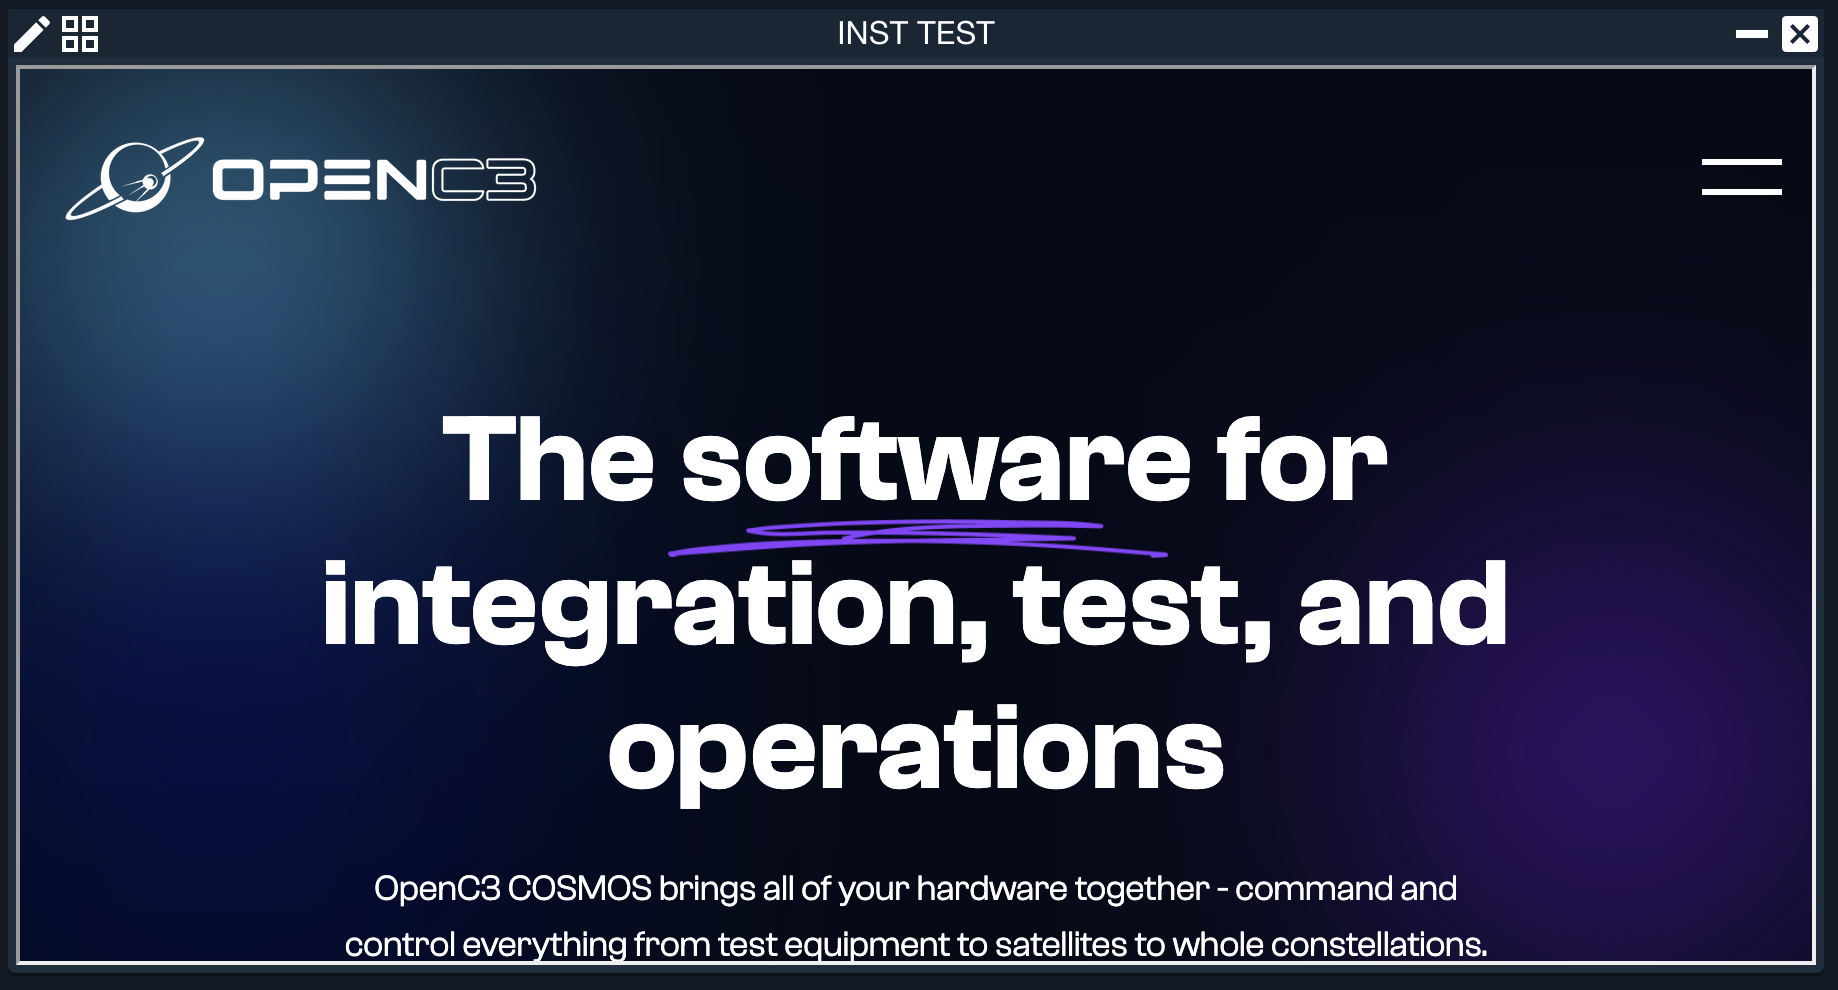 INST TEST
OPENC3
The software for
integration, test, and
operations
OpenC3 COSMOS brings all of your hardware together - command and
control everything from test equipment to satellites to whole constellations.